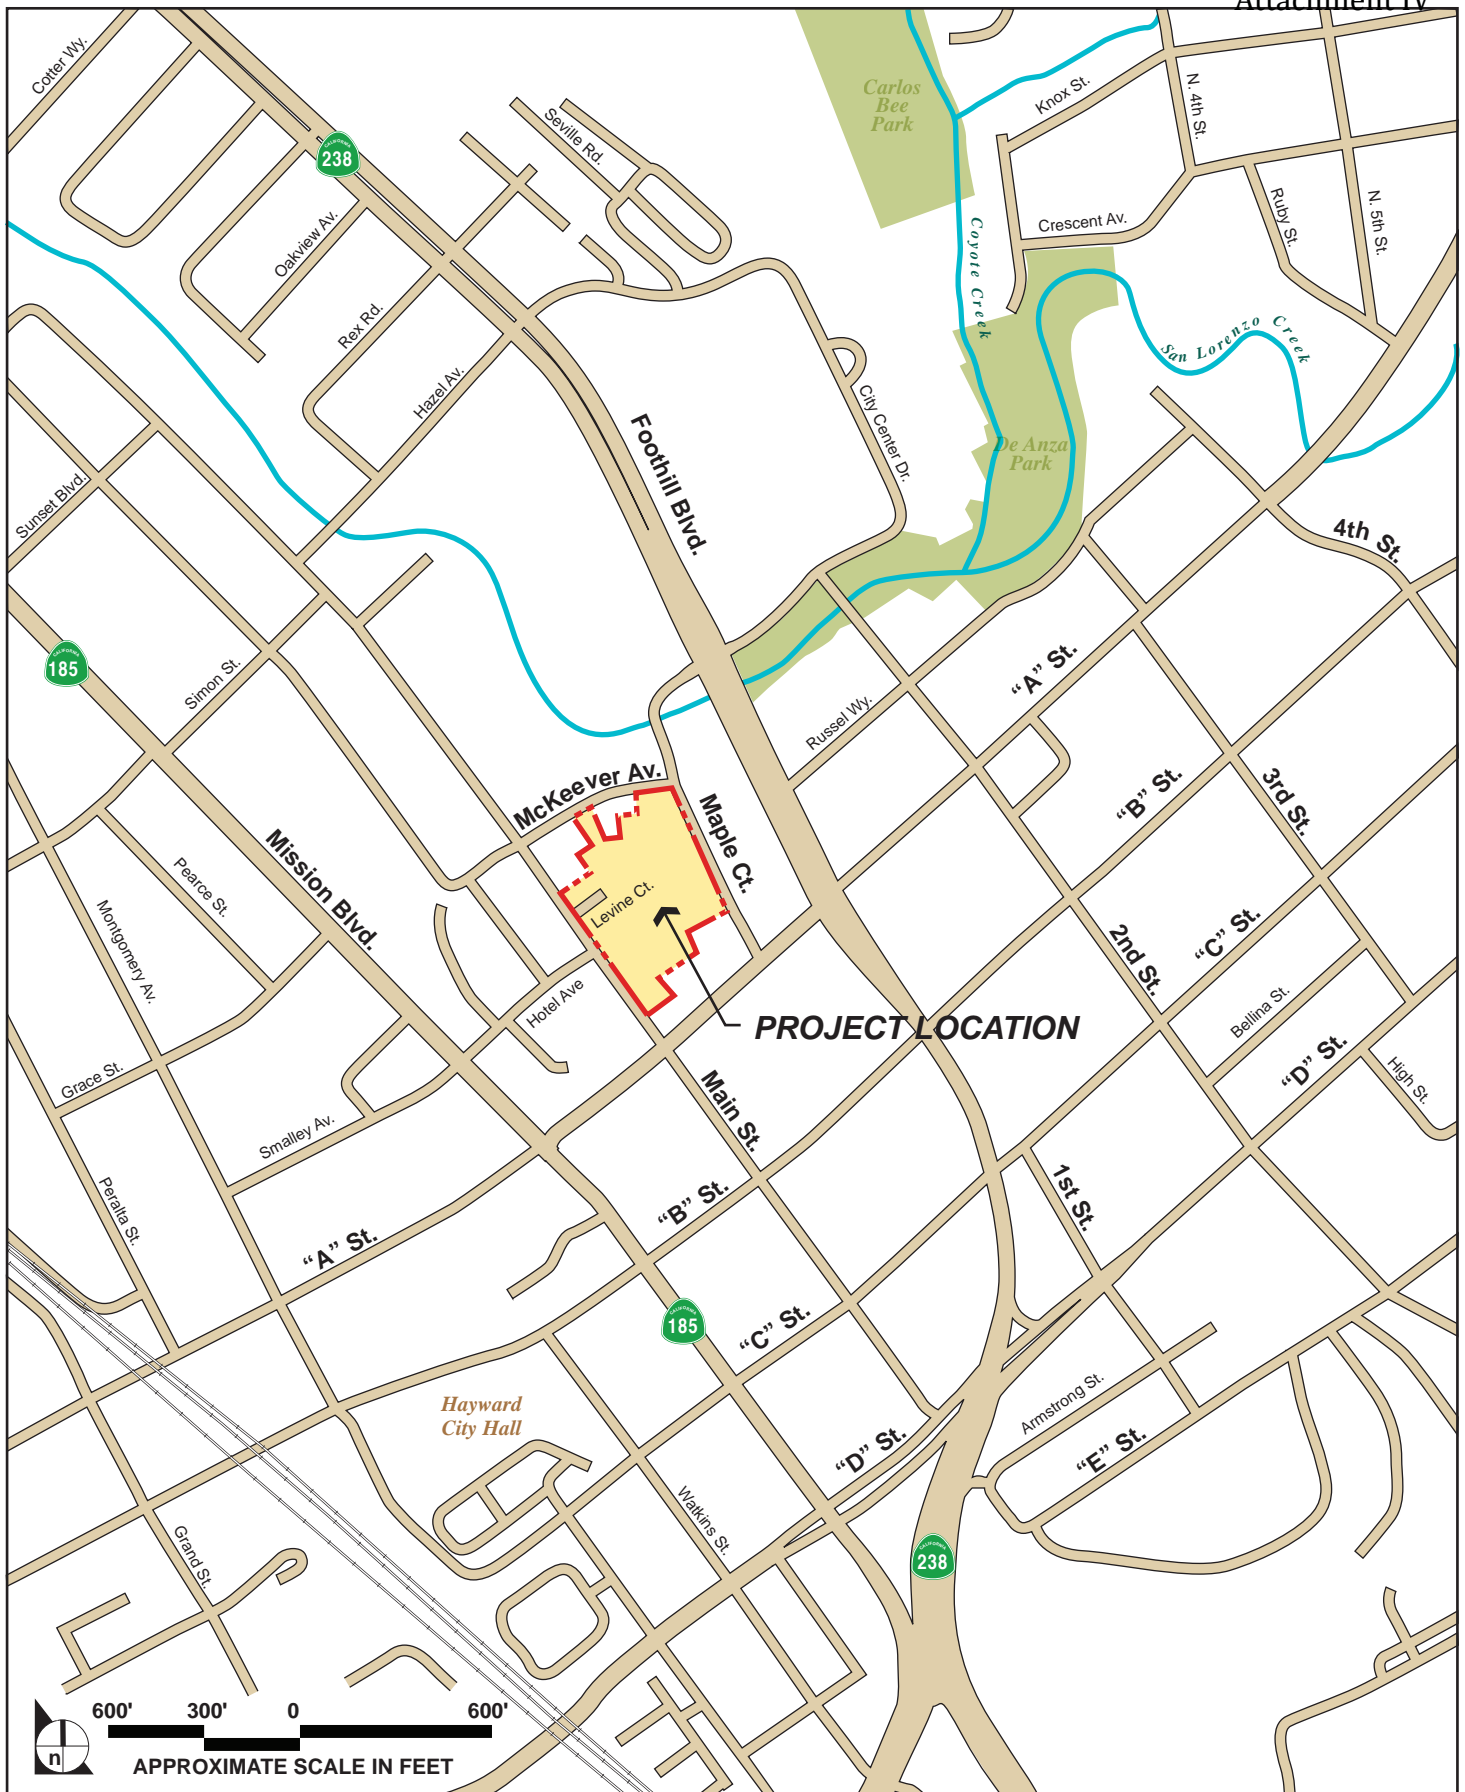 Attachment IV
Cotter Wy.
CALIFORNIA
238
Seville Rd.
Carlos
Bee
Park
Knox St.
N. 4th St.
Oakview Av.
Coyote Creek
Crescent Av.
Ruby St.
N. 5th St.
Rex Rd.
San Lorenzo Creek
Hazel Av.
City Center Dr.
Foothill Blvd.
De Anza
Park
Sunset Blvd.
4th St.
CALIFORNIA
185
Simon St.
"A" St.
Russel Wy.
McKeever Av.
Maple Ct.
"B" St.
3rd St.
Mission Blvd.
Pearce St.
Levine Ct.
Montgomery Av.
"C" St.
2nd St.
Hotel Ave
PROJECT LOCATION
Bellina St.
"D" St.
Grace St.
High St.
Main St.
Smalley Av.
Peralta St.
"B" St.
1st St.
"A" St.
CALIFORNIA
185
"C" St.
Hayward
City Hall
Armstrong St.
"D" St.
"E" St.
Watkins St.
Grand St.
CALIFORNIA
238
600' 300' 0 600'
n
APPROXIMATE SCALE IN FEET